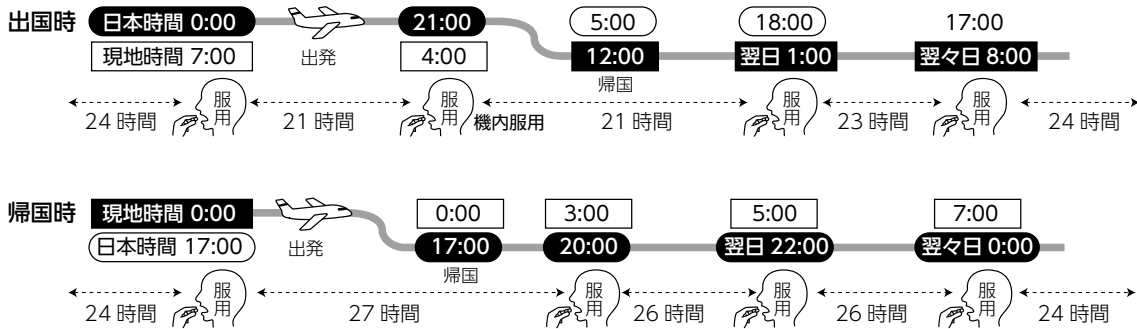 出国時 日本時間 0:00 21:00 5:00 18:00 17:00
現地時間 7:00 出発 4:00 12:00 翌日 1:00 翌々日 8:00
帰国
服用 服用 服用 服用
24 時間 21 時間 機内服用 21 時間 23 時間 24 時間
帰国時 現地時間 0:00 0:00 3:00 5:00 7:00
日本時間 17:00 出発 17:00 20:00 翌日 22:00 翌々日 0:00
帰国
服用 服用 服用 服用
24 時間 27 時間 26 時間 26 時間 24 時間